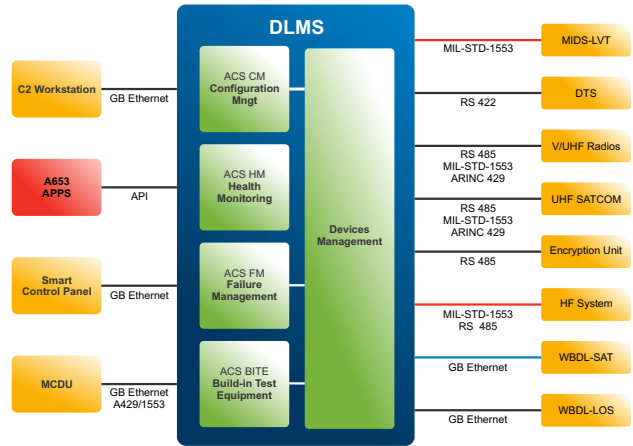 DLMS
C2 Workstation
GB Ethernet
A653
APPS
API
Smart
Control Panel
GB Ethernet
MCDU
GB Ethernet
A429/1553
ACS CM
Configuration
Mngt
ACS HM
Health
Monitoring
ACS FM
Failure
Management
ACS BITE
Build-in Test
Equipment
Devices
Management
MIL-STD-1553
MIDS-LVT
RS 422
DTS
RS 485
MIL-STD-1553
ARINC 429
V/UHF Radios
RS 485
MIL-STD-1553
ARINC 429
UHF SATCOM
RS 485
Encryption Unit
MIL-STD-1553
RS 485
HF System
GB Ethernet
WBDL-SAT
GB Ethernet
WBDL-LOS